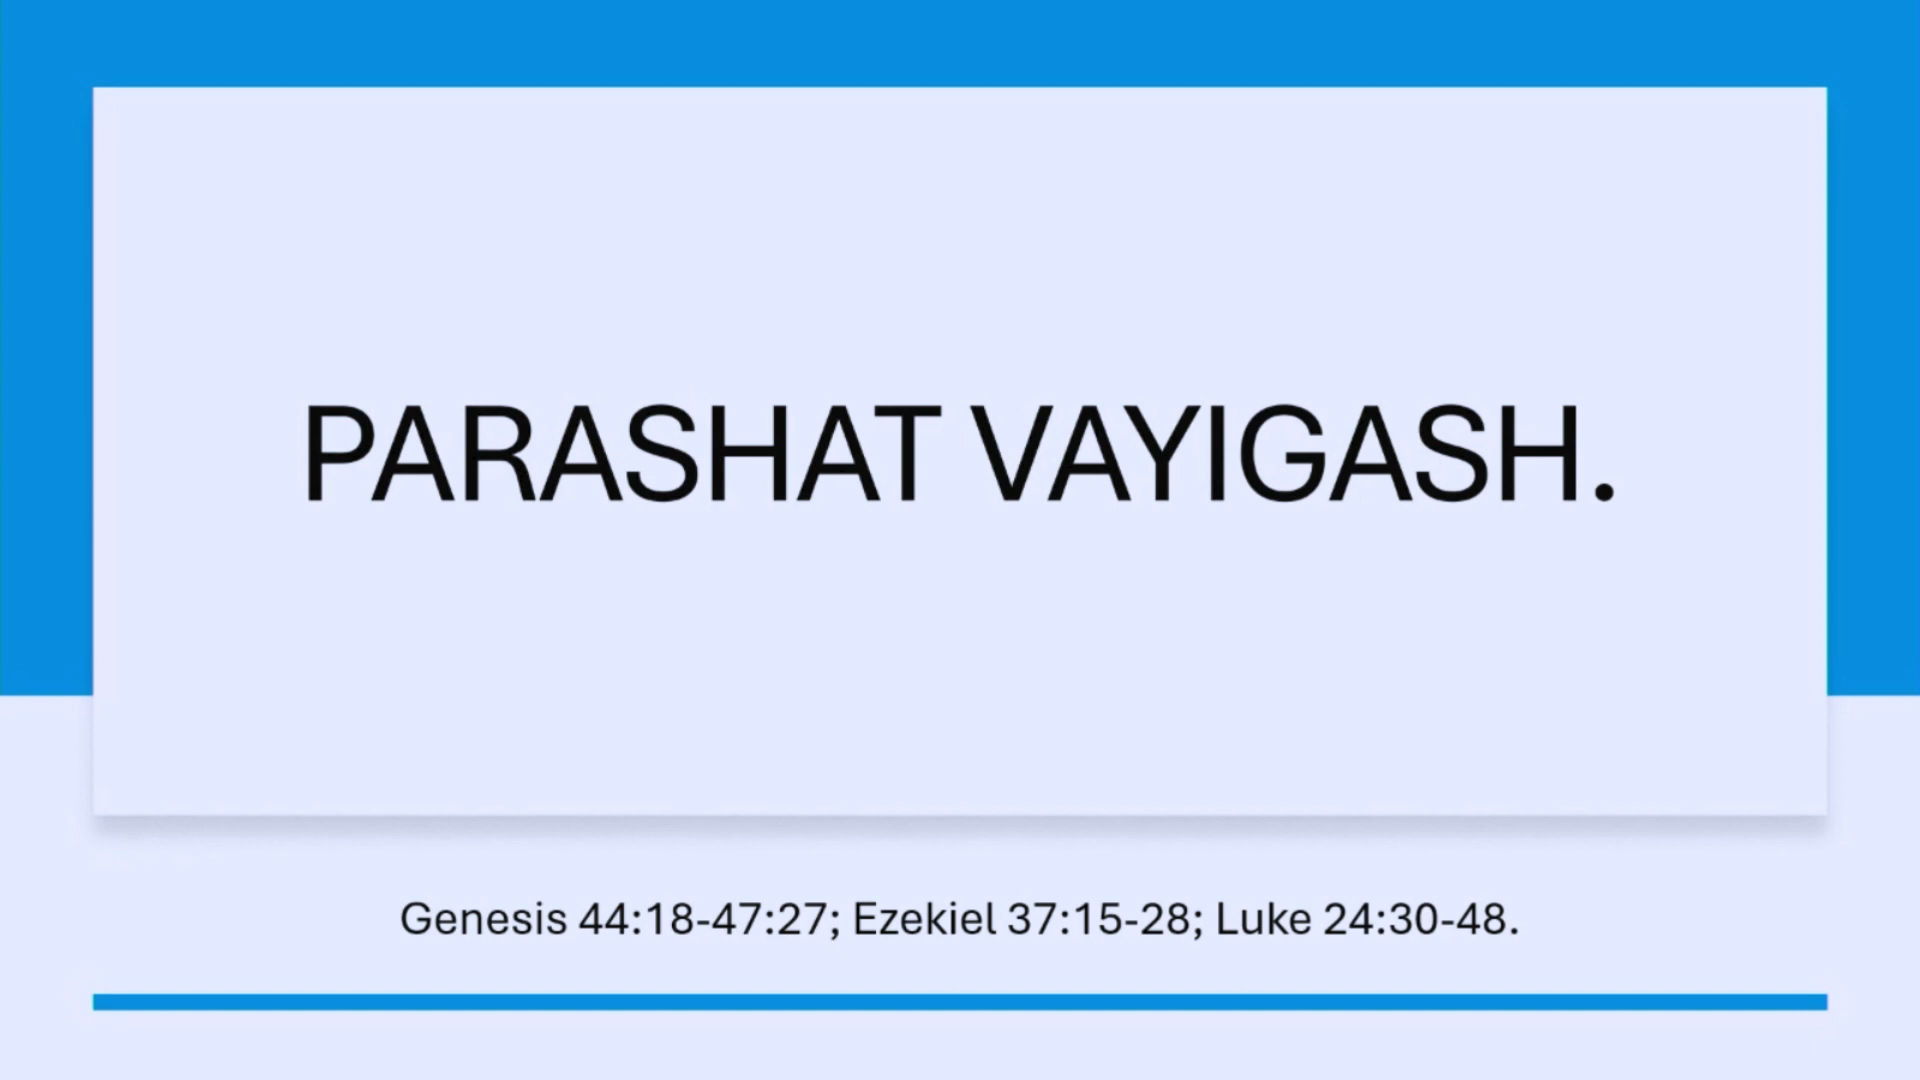 PARASHAT VAYIGASH.
Genesis 44:18-47:27; Ezekiel 37:15-28; Luke 24:30-48.